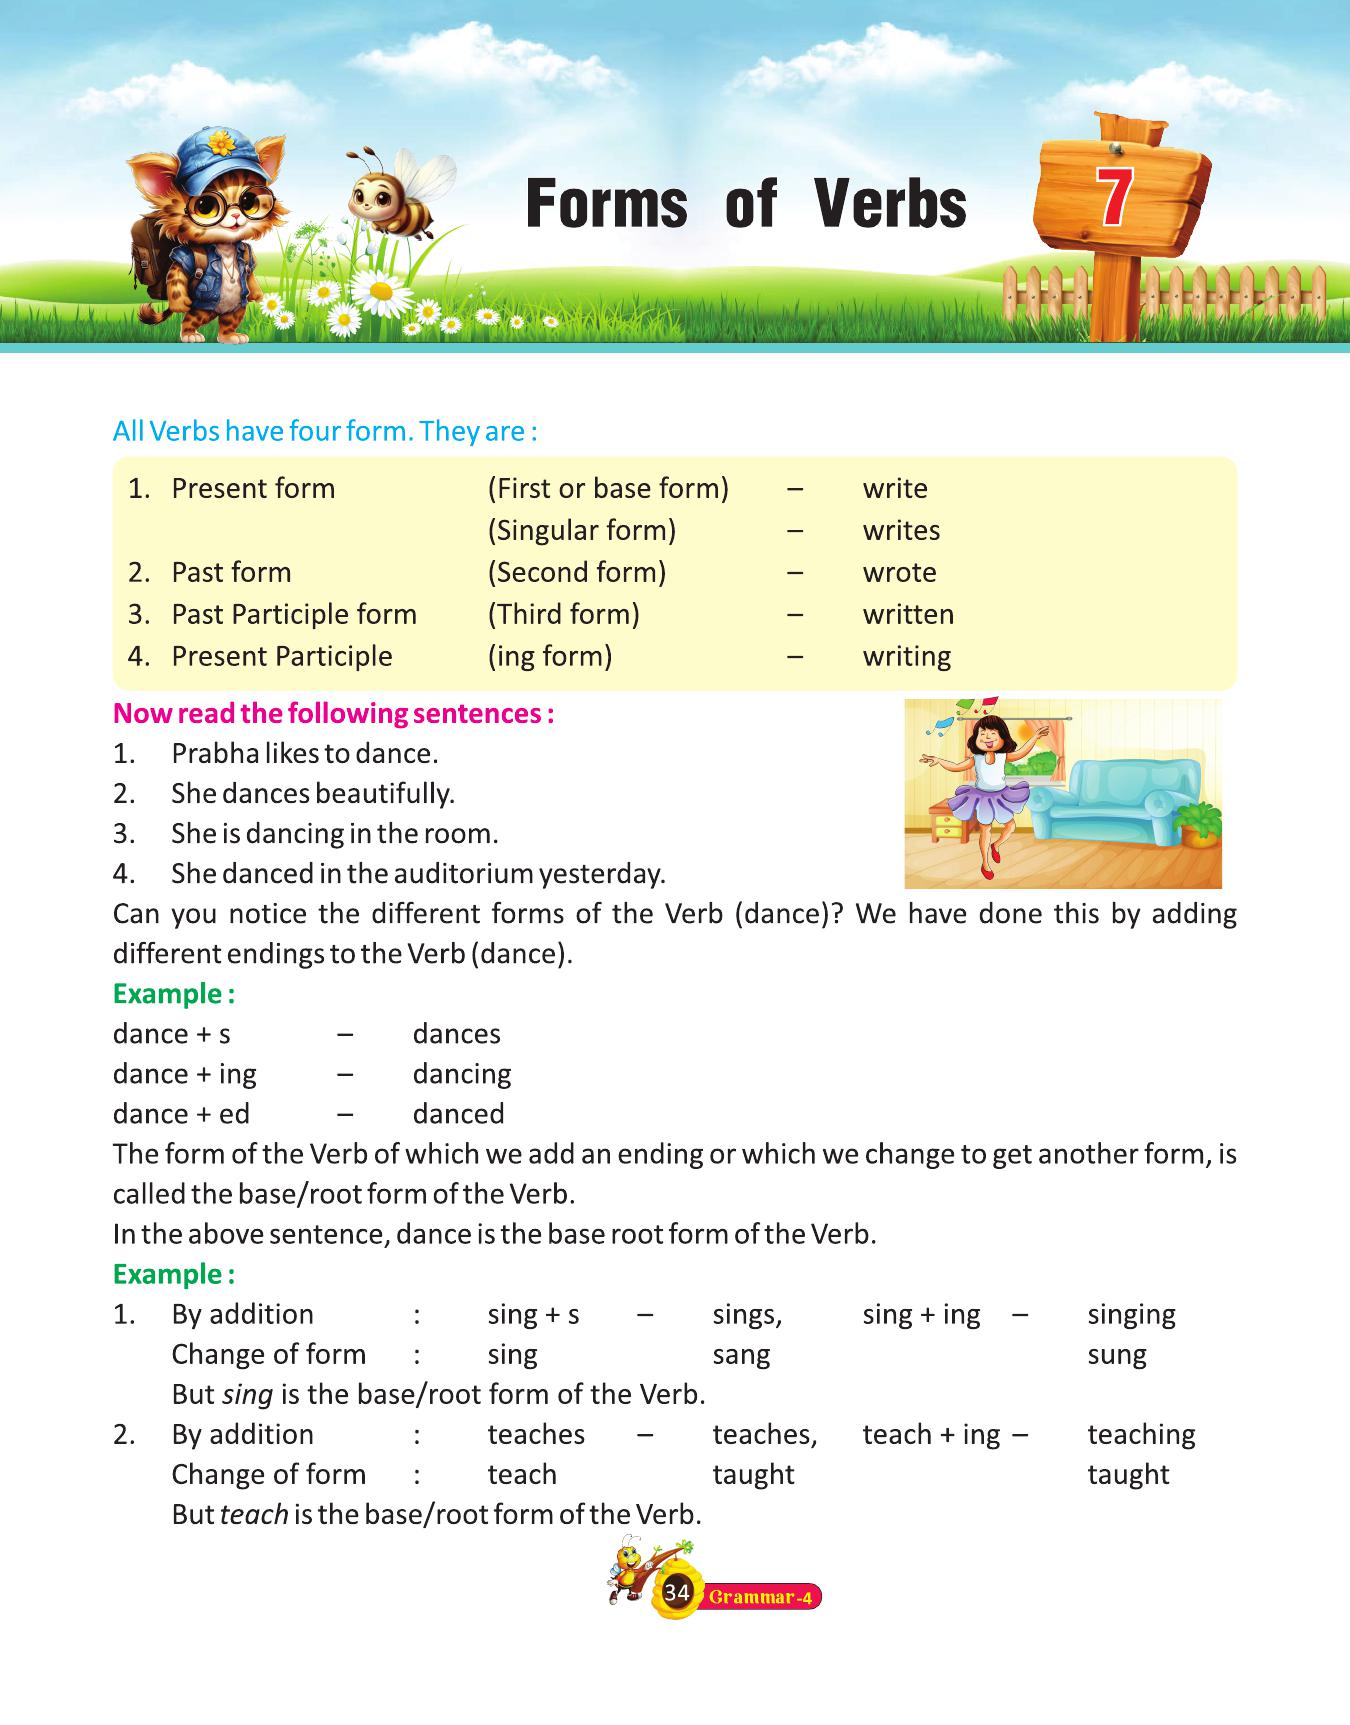 Forms of Verbs
7
All Verbs have four form. They are :
1. Present form (First or base form) – write
(Singular form) – writes
2. Past form (Second form) – wrote
3. Past Participle form (Third form) – written
4. Present Participle (ing form) – writing
Now read the following sentences :
1. Prabha likes to dance.
2. She dances beautifully.
3. She is dancing in the room.
4. She danced in the auditorium yesterday.
Can you notice the different forms of the Verb (dance)? We have done this by adding
different endings to the Verb (dance).
Example :
dance + s – dances
dance + ing – dancing
dance + ed – danced
The form of the Verb of which we add an ending or which we change to get another form, is
called the base/root form of the Verb.
In the above sentence, dance is the base root form of the Verb.
Example :
1. By addition : sing + s – sings, sing + ing – singing
Change of form : sing sang sung
But sing is the base/root form of the Verb.
2. By addition : teaches – teaches, teach + ing – teaching
Change of form : teach taught taught
But teach is the base/root form of the Verb.
34 Grammar-4